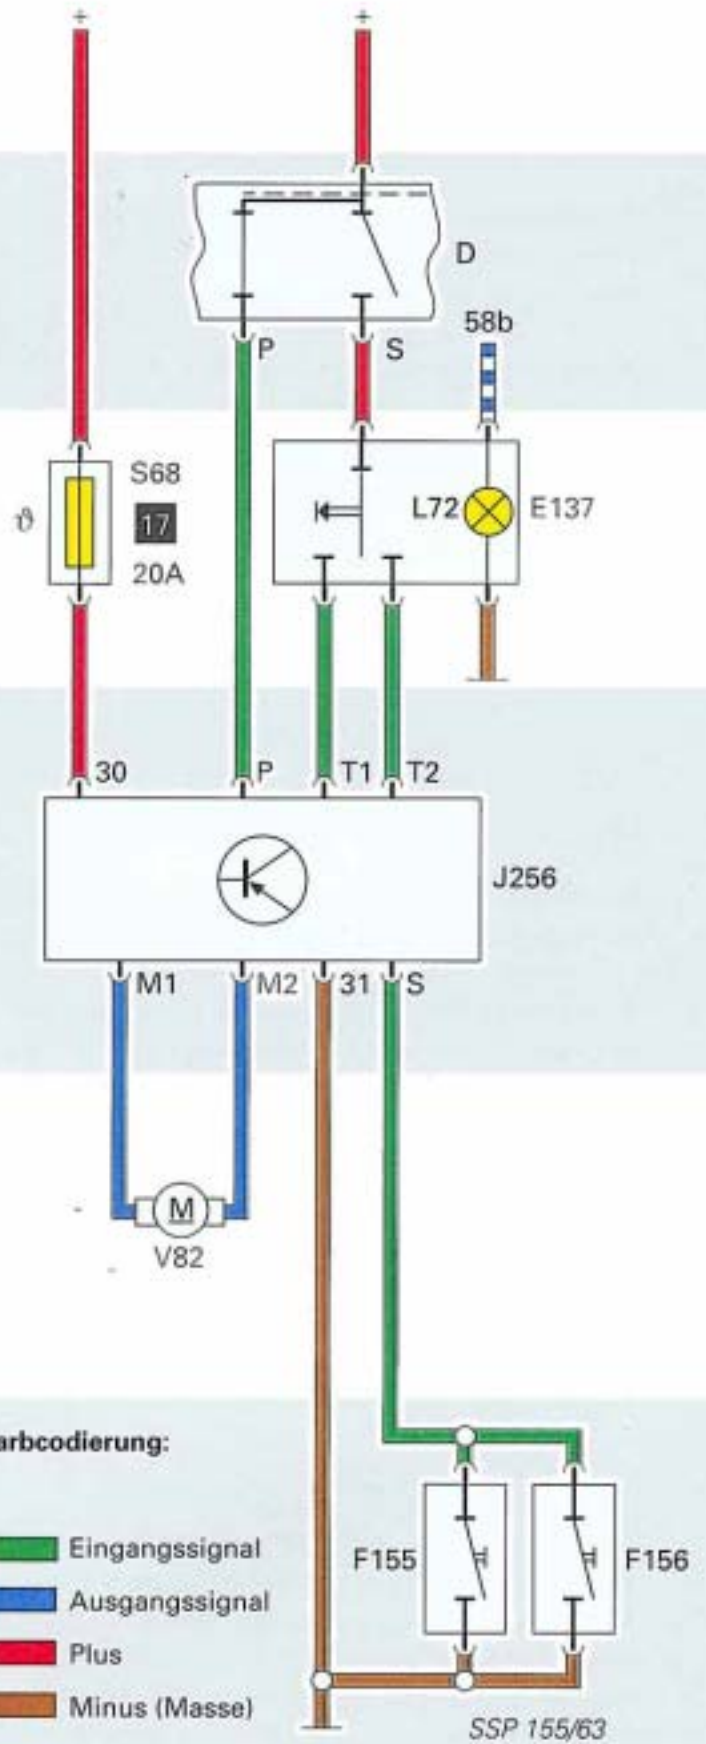 + +
D
58b
P S
S68
17
20A
ϑ
L72 E137
30 P T1 T2
J256
M1 M2 31 S
M
V82
arbcodierung:
Eingangssignal
Ausgangssignal
Plus
Minus (Masse)
F155 F156
SSP 155/63